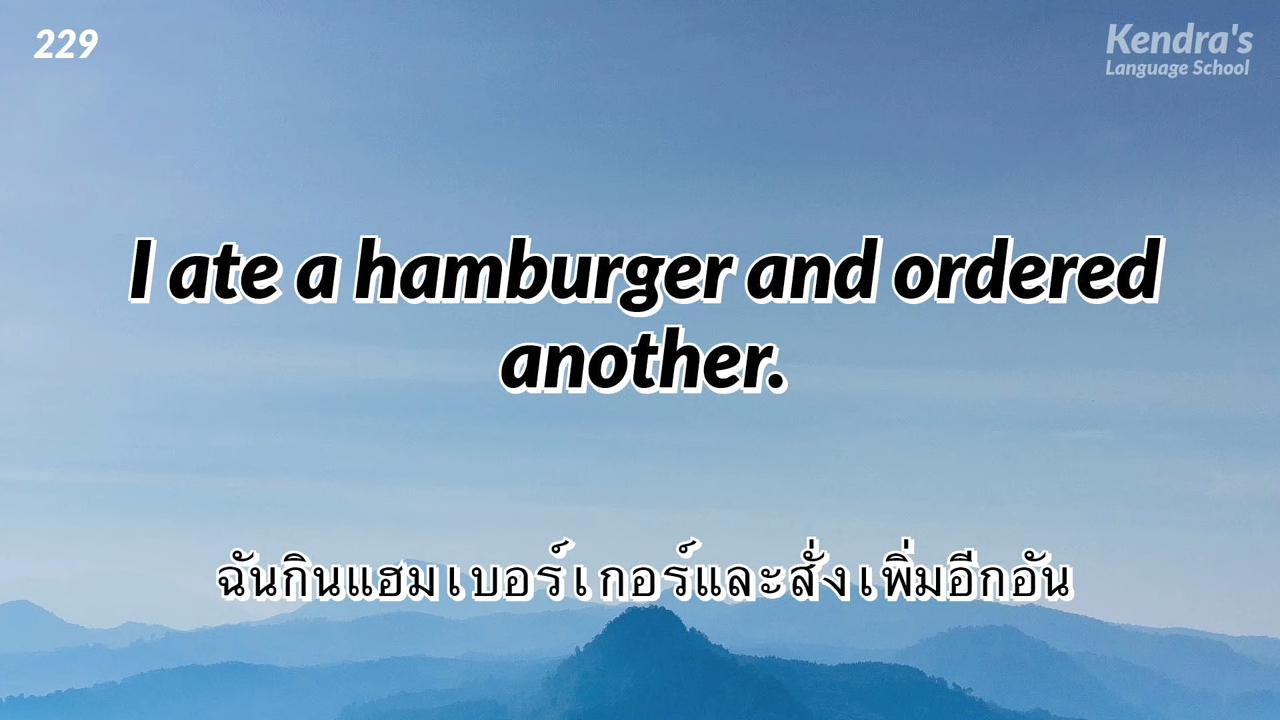 229
Kendra's
Language School
I ate a hamburger and ordered
another.
ฉันกินแฮมเบอร์เกอร์และสั่งเพิ่มอีกอัน